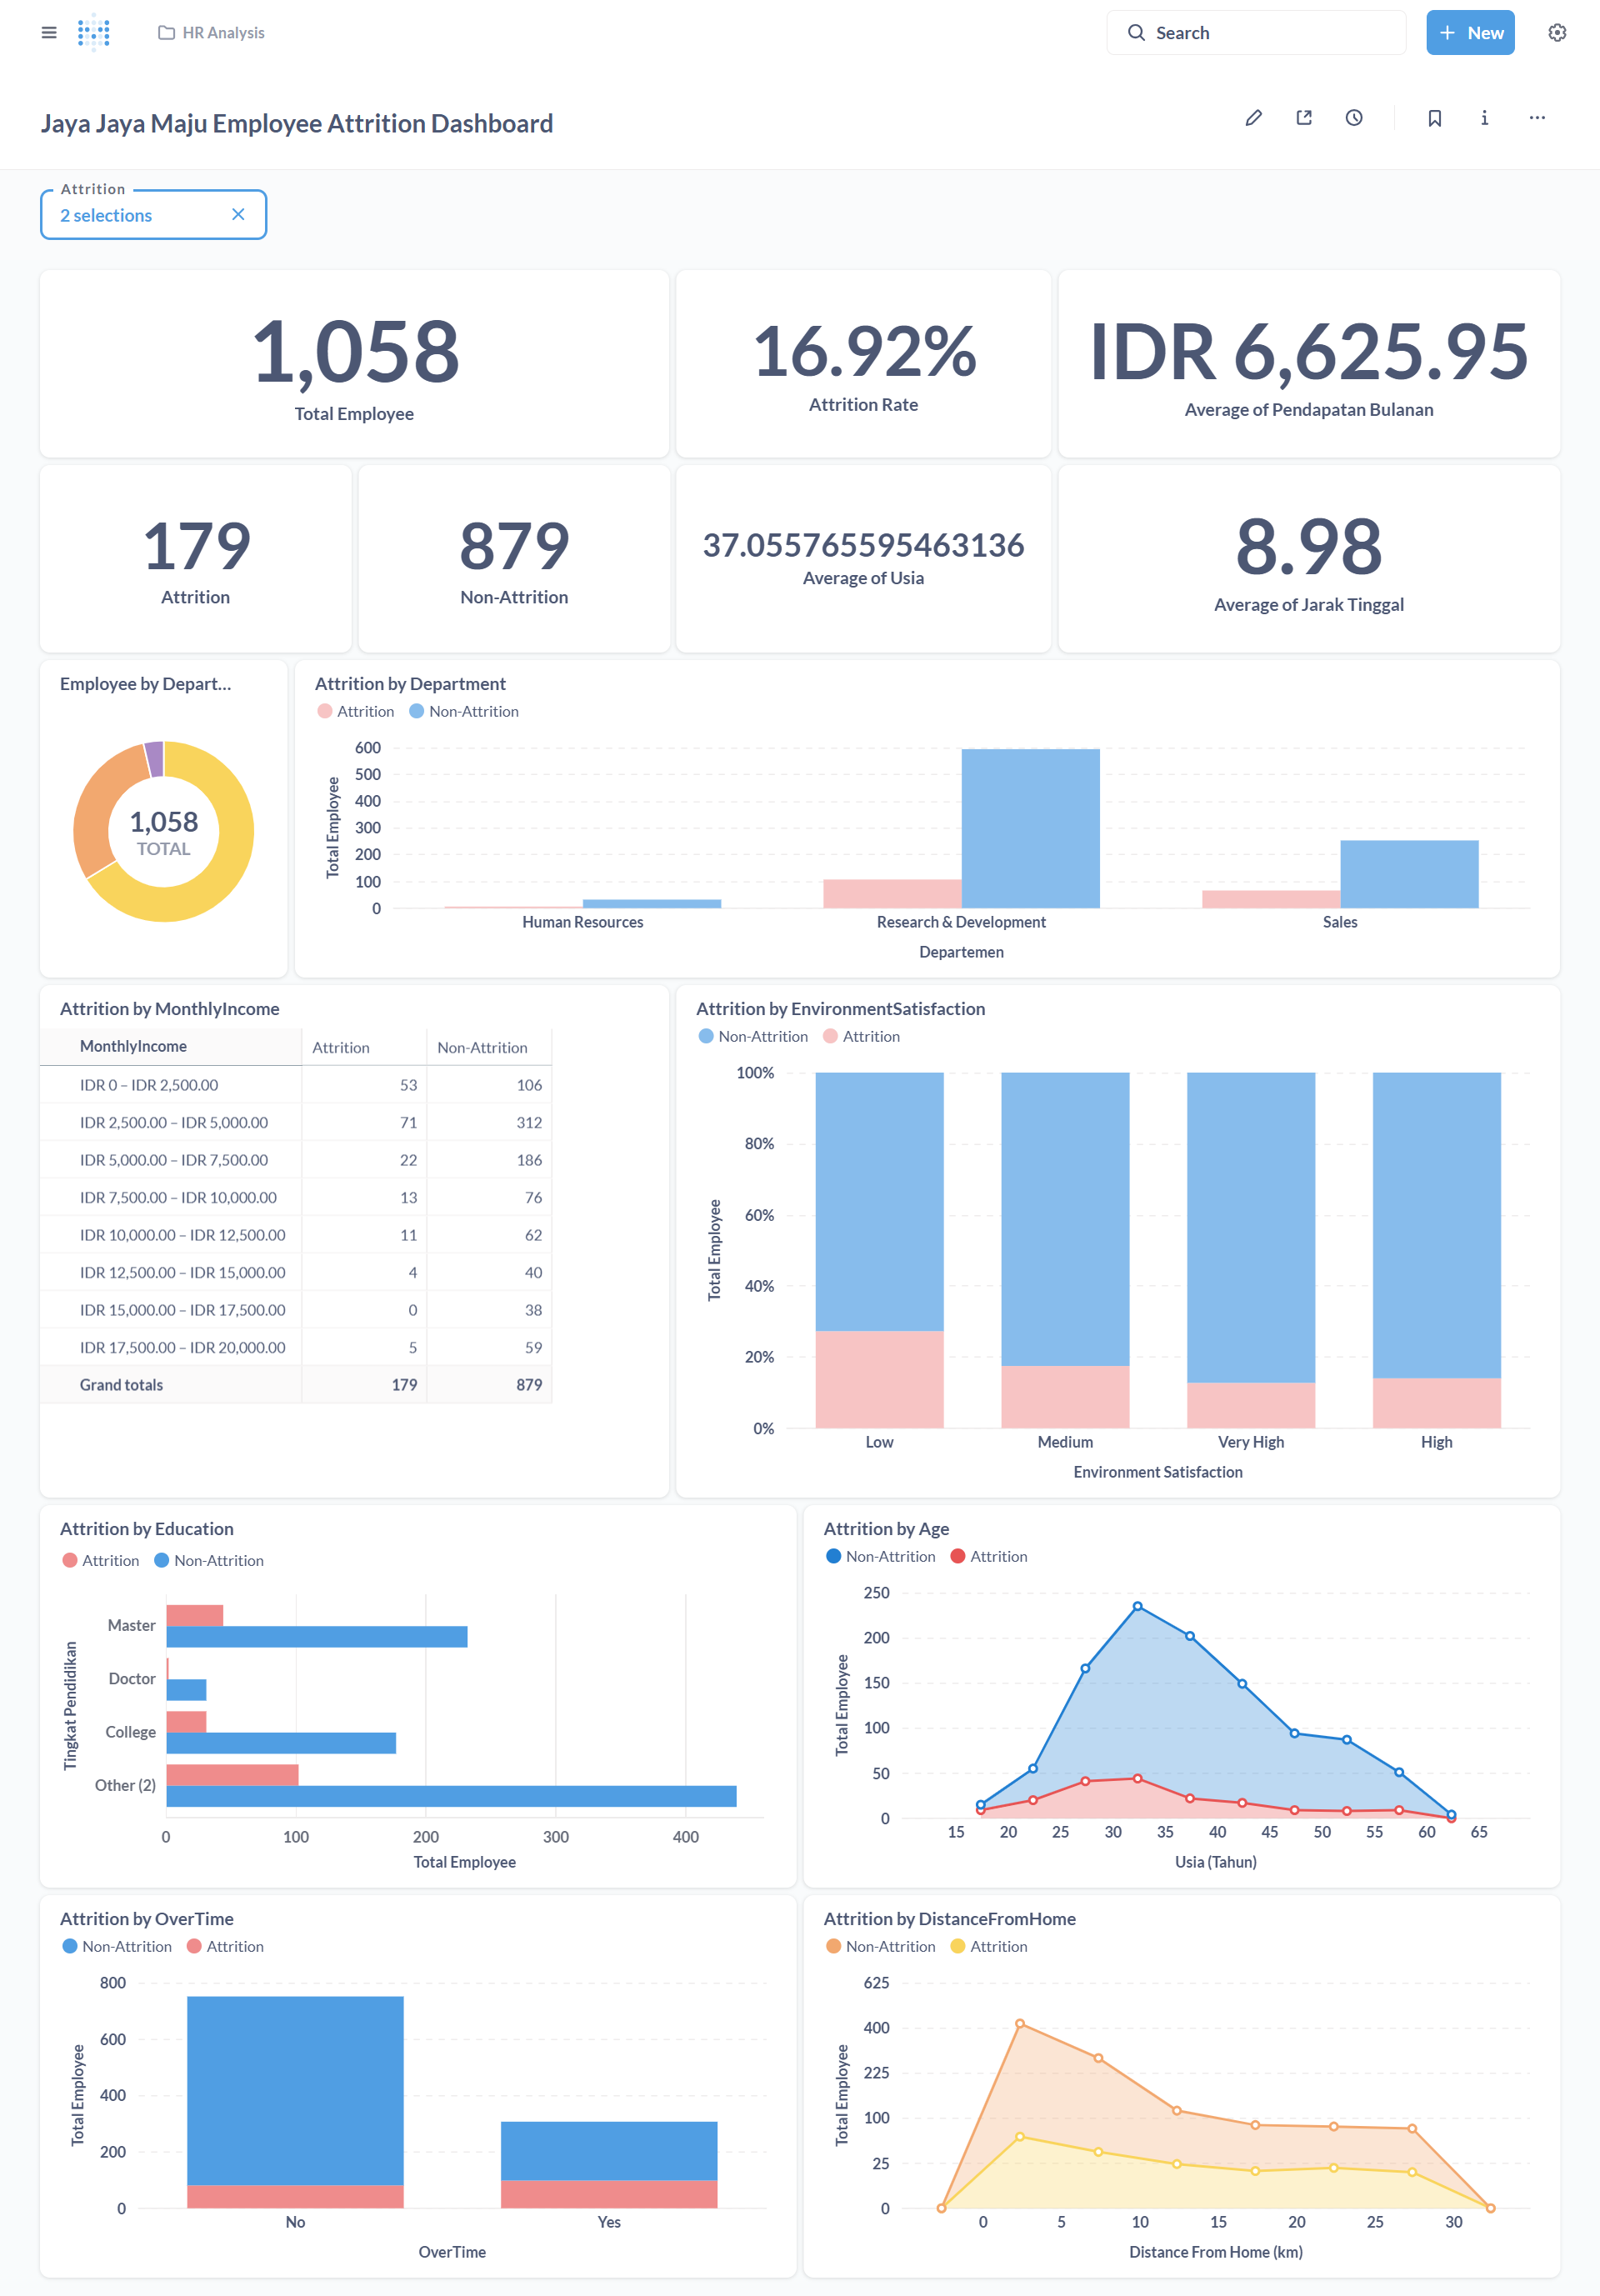 HR Analysis
Search
New
Jaya Jaya Maju Employee Attrition Dashboard
Attrition
2 selections
1,058
Total Employee
16.92%
Attrition Rate
IDR 6,625.95
Average of Pendapatan Bulanan
179
Attrition
879
Non-Attrition
37.055765595463136
Average of Usia
8.98
Average of Jarak Tinggal
Employee by Depart...
1,058
TOTAL
Attrition by Department
Attrition Non-Attrition
Total Employee
600
500
400
300
200
100
0
Human Resources Research & Development Sales
Departemen
Attrition by MonthlyIncome
MonthlyIncome Attrition Non-Attrition
IDR 0 – IDR 2,500.00 53 106
IDR 2,500.00 – IDR 5,000.00 71 312
IDR 5,000.00 – IDR 7,500.00 22 186
IDR 7,500.00 – IDR 10,000.00 13 76
IDR 10,000.00 – IDR 12,500.00 11 62
IDR 12,500.00 – IDR 15,000.00 4 40
IDR 15,000.00 – IDR 17,500.00 0 38
IDR 17,500.00 – IDR 20,000.00 5 59
Grand totals 179 879
Attrition by EnvironmentSatisfaction
Non-Attrition Attrition
Total Employee
100%
80%
60%
40%
20%
0%
Low Medium Very High High
Environment Satisfaction
Attrition by Education
Attrition Non-Attrition
Tingkat Pendidikan
Master
Doctor
College
Other (2)
0 100 200 300 400
Total Employee
Attrition by Age
Non-Attrition Attrition
Total Employee
250
200
150
100
50
0
15 20 25 30 35 40 45 50 55 60 65
Usia (Tahun)
Attrition by OverTime
Non-Attrition Attrition
Total Employee
800
600
400
200
0
No Yes
OverTime
Attrition by DistanceFromHome
Non-Attrition Attrition
Total Employee
625
400
225
100
25
0
0 5 10 15 20 25 30
Distance From Home (km)